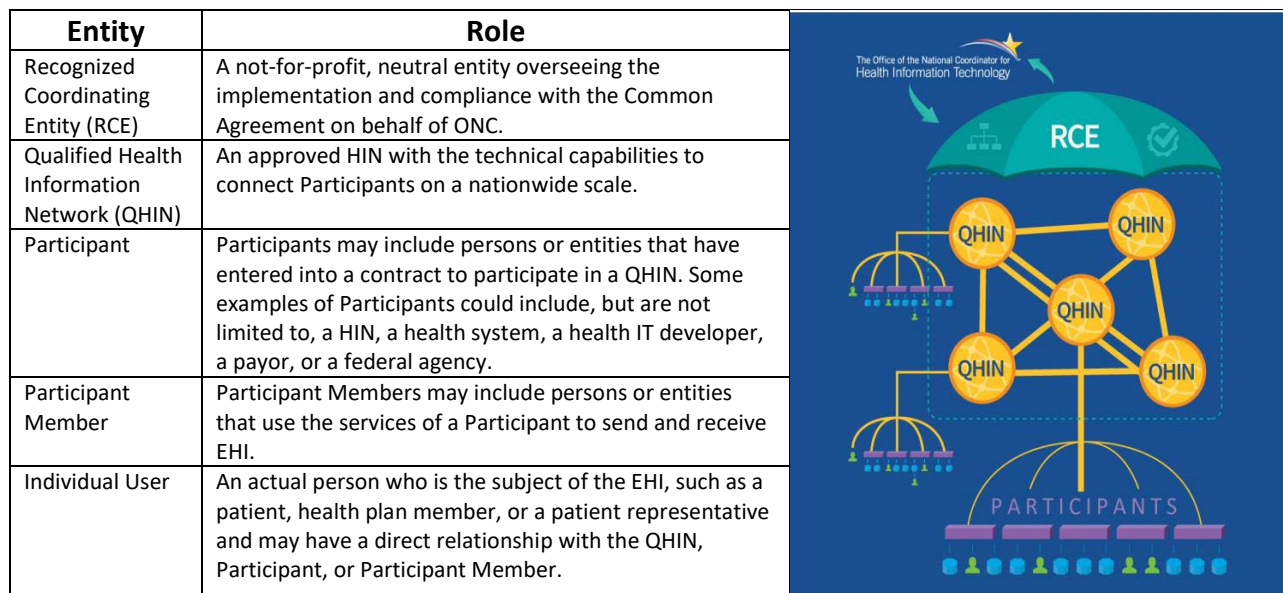 Entity
Role
Recognized
Coordinating
Entity (RCE)
A not-for-profit, neutral entity overseeing the
implementation and compliance with the Common
Agreement on behalf of ONC.
Qualified Health
Information
Network (QHIN)
An approved HIN with the technical capabilities to
connect Participants on a nationwide scale.
Participant
Participants may include persons or entities that have
entered into a contract to participate in a QHIN. Some
examples of Participants could include, but are not
limited to, a HIN, a health system, a health IT developer,
a payor, or a federal agency.
Participant
Member
Participant Members may include persons or entities
that use the services of a Participant to send and receive
EHI.
Individual User
An actual person who is the subject of the EHI, such as a
patient, health plan member, or a patient representative
and may have a direct relationship with the QHIN,
Participant, or Participant Member.
The Office of the National Coordinator for
Health Information Technology
RCE
QHIN
QHIN
QHIN
QHIN
QHIN
PARTICIPANTS